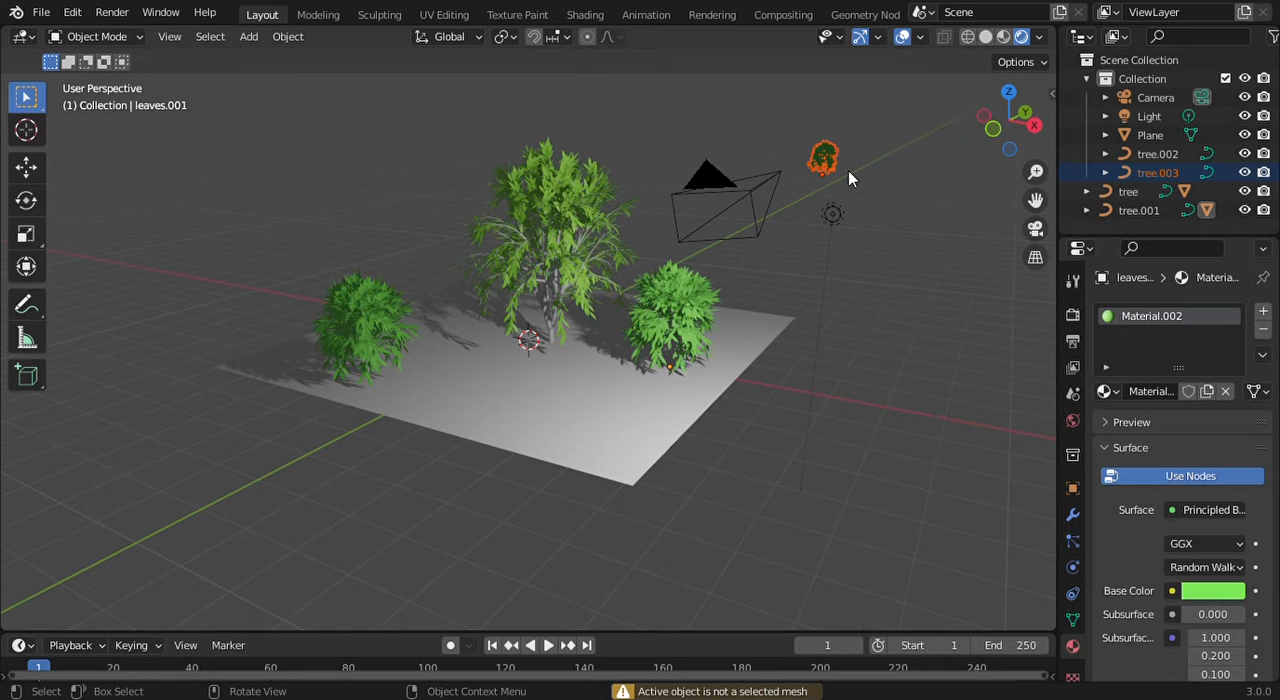 File Edit Render Window Help Layout Modeling Sculpting UV Editing Texture Paint Shading Animation Rendering Compositing Geometry Nod Scene ViewLayer
Object Mode View Select Add Object Global
Options
User Perspective
(1) Collection | leaves.001
Z
Y
X
Scene Collection
Collection
Camera
Light
Plane
tree.002
tree.003
tree
tree.001
leaves... Materia...
Material.002
Material...
Preview
Surface
Use Nodes
Surface Principled B...
GGX
Random Walk
Base Color
Subsurface 0.000
Subsurfac... 1.000
0.200
0.100
Playback Keying View Marker 1 Start 1 End 250
1 20 40 60 80 100 120 140 160 180 200 220 240
Select Box Select Rotate View Object Context Menu Active object is not a selected mesh 3.0.0